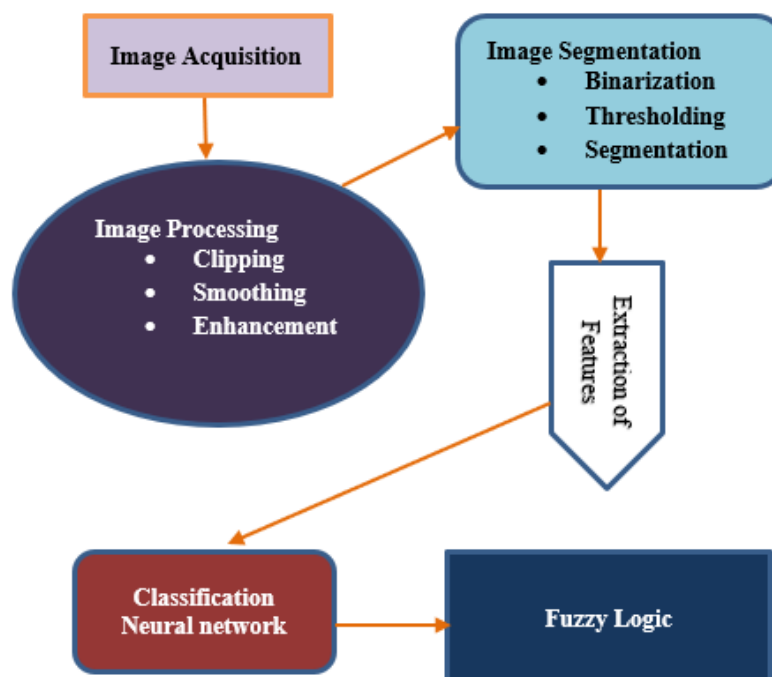 Image Acquisition
Image Processing
• Clipping
• Smoothing
• Enhancement
Image Segmentation
• Binarization
• Thresholding
• Segmentation
Extraction of
Features
Classification
Neural network
Fuzzy Logic